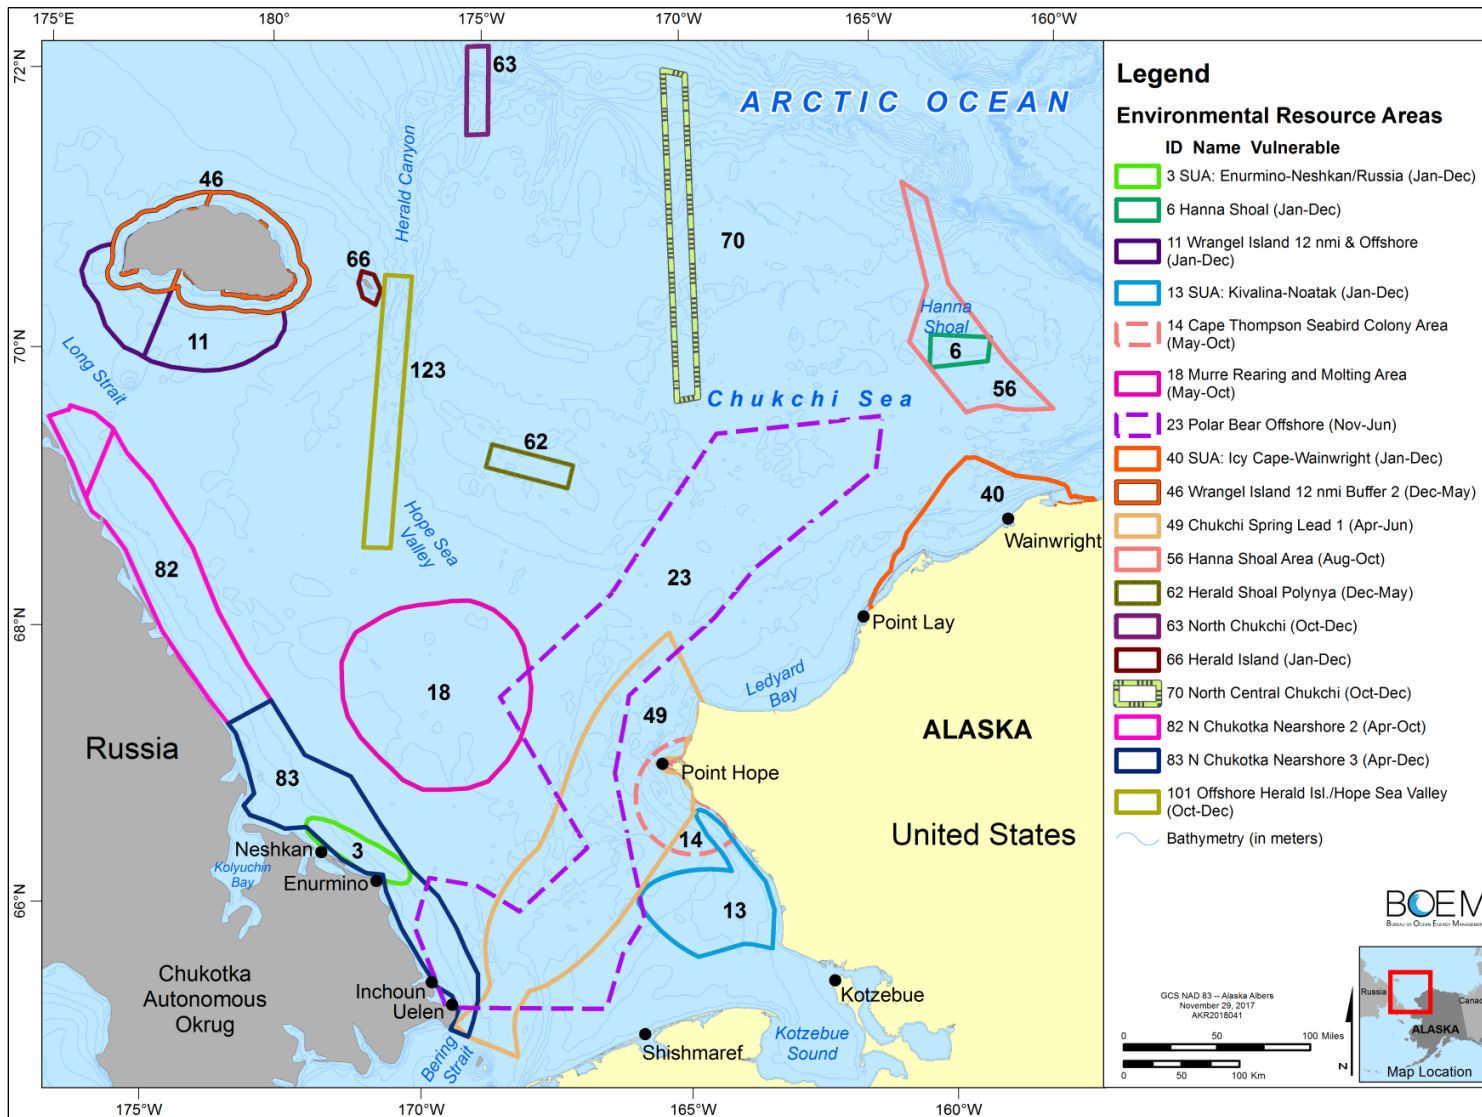 175°E
180°
175°W
170°W
165°W
160°W
72°N
70°N
68°N
66°N
175°W
170°W
165°W
160°W
63
ARCTIC OCEAN
Herald Canyon
46
66
70
Hanna
Shoal
6
56
11
Long Strait
123
Chukchi Sea
62
40
Wainwright
Hope Sea
Valley
82
23
Point Lay
18
Ledyard
Bay
49
ALASKA
Russia
Point Hope
83
14
United States
3
Neshkan
Kolyuchin
Bay
Enurmino
13
Chukotka
Autonomous
Okrug
Inchoun
Uelen
Kotzebue
Bering
Strait
Shishmaref
Kotzebue
Sound
Legend
Environmental Resource Areas
ID Name Vulnerable
3 SUA: Enurmino-Neshkan/Russia (Jan-Dec)
6 Hanna Shoal (Jan-Dec)
11 Wrangel Island 12 nmi & Offshore
(Jan-Dec)
13 SUA: Kivalina-Noatak (Jan-Dec)
14 Cape Thompson Seabird Colony Area
(May-Oct)
18 Murre Rearing and Molting Area
(May-Oct)
23 Polar Bear Offshore (Nov-Jun)
40 SUA: Icy Cape-Wainwright (Jan-Dec)
46 Wrangel Island 12 nmi Buffer 2 (Dec-May)
49 Chukchi Spring Lead 1 (Apr-Jun)
56 Hanna Shoal Area (Aug-Oct)
62 Herald Shoal Polynya (Dec-May)
63 North Chukchi (Oct-Dec)
66 Herald Island (Jan-Dec)
70 North Central Chukchi (Oct-Dec)
82 N Chukotka Nearshore 2 (Apr-Oct)
83 N Chukotka Nearshore 3 (Apr-Dec)
101 Offshore Herald Isl./Hope Sea Valley
(Oct-Dec)
Bathymetry (in meters)
BOEM
BUREAU OF OCEAN ENERGY MANAGEMENT
GCS NAD 83 -- Alaska Albers
November 29, 2017
AKR2018041
0 50 100 Miles
0 50 100 Km
N
Russia
Canad
ALASKA
Map Location